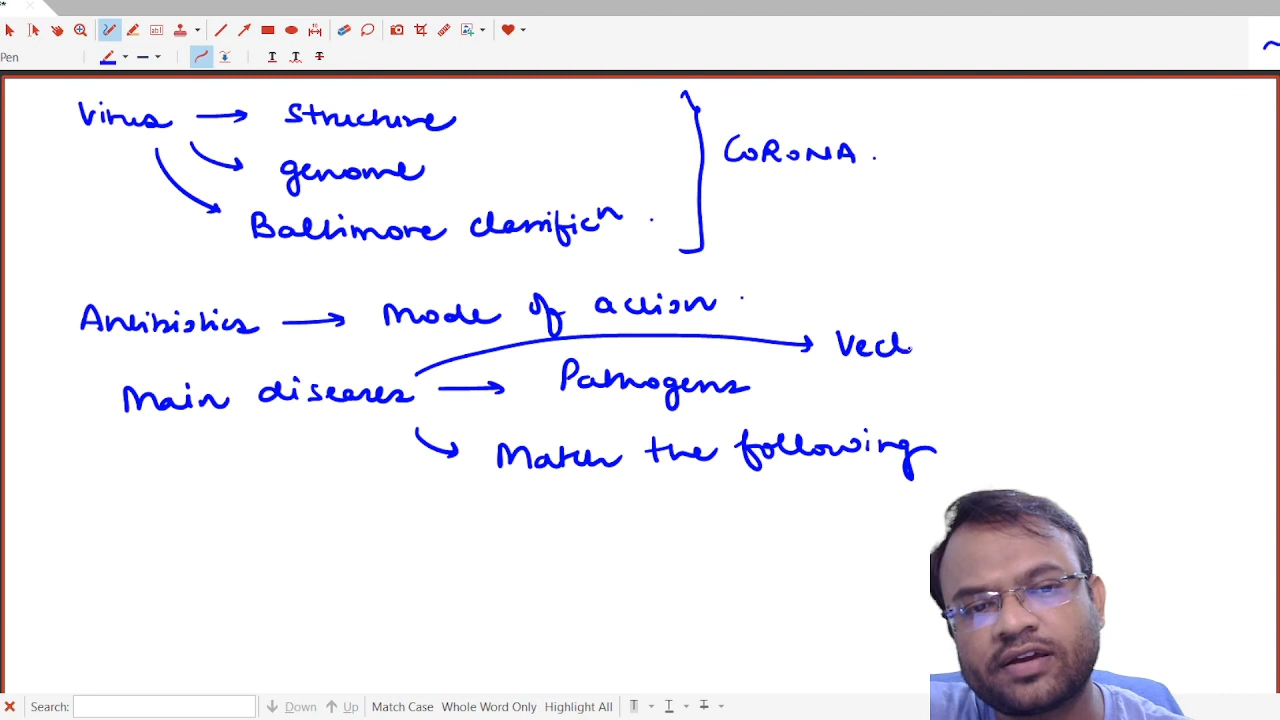 Pen
Virus → Structure
genome
Baltimore classificn .
CORONA .
Antibiotics → Mode of action .
Vect
Main diseases → Pathogens
Match the following
Search: Down Up Match Case Whole Word Only Highlight All